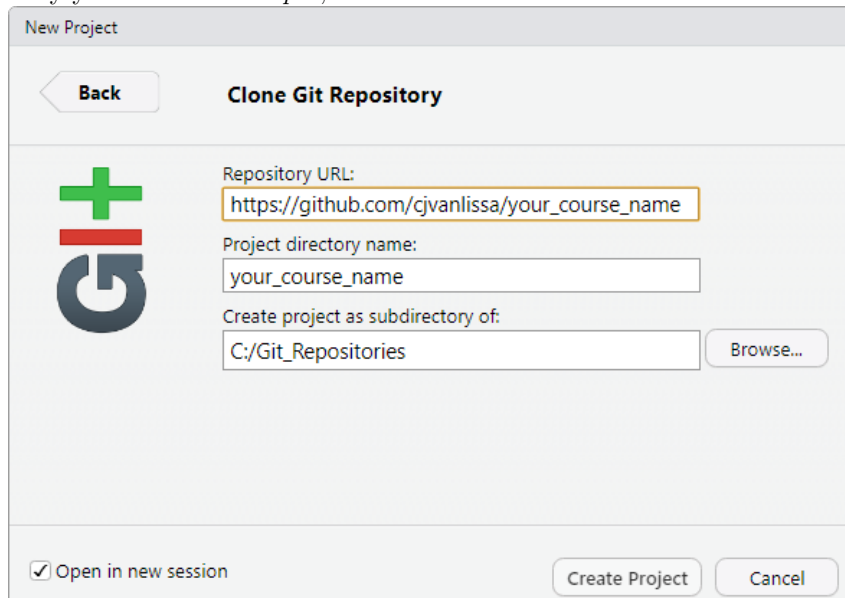 New Project
Back
Clone Git Repository
GIT
Repository URL:
https://github.com/cjvanlissa/your_course_name
Project directory name:
your_course_name
Create project as subdirectory of:
C:/Git_Repositories
Browse...
Open in new session
Create Project
Cancel